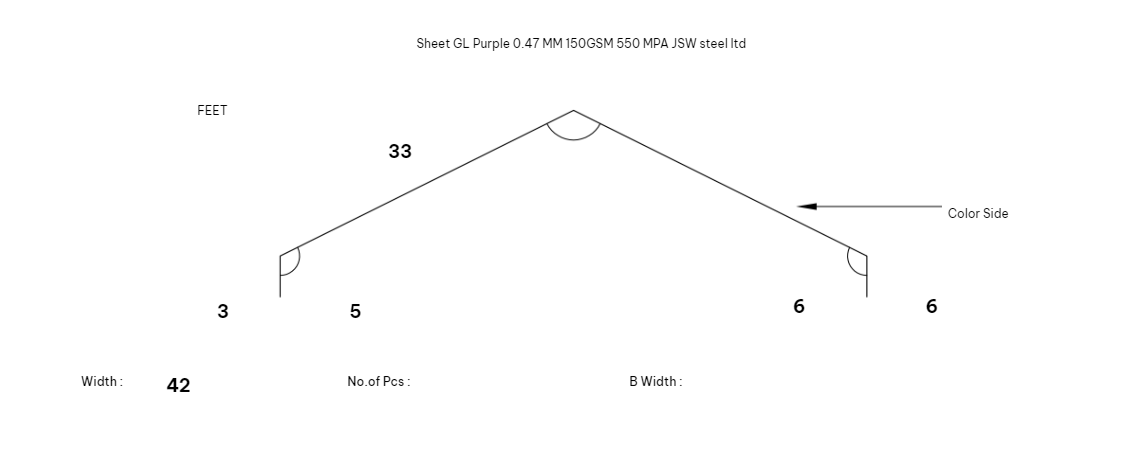 Sheet GL Purple 0.47 MM 150GSM 550 MPA JSW steel ltd
FEET
33
Color Side
3 5 6 6
Width : 42 No.of Pcs : B Width :